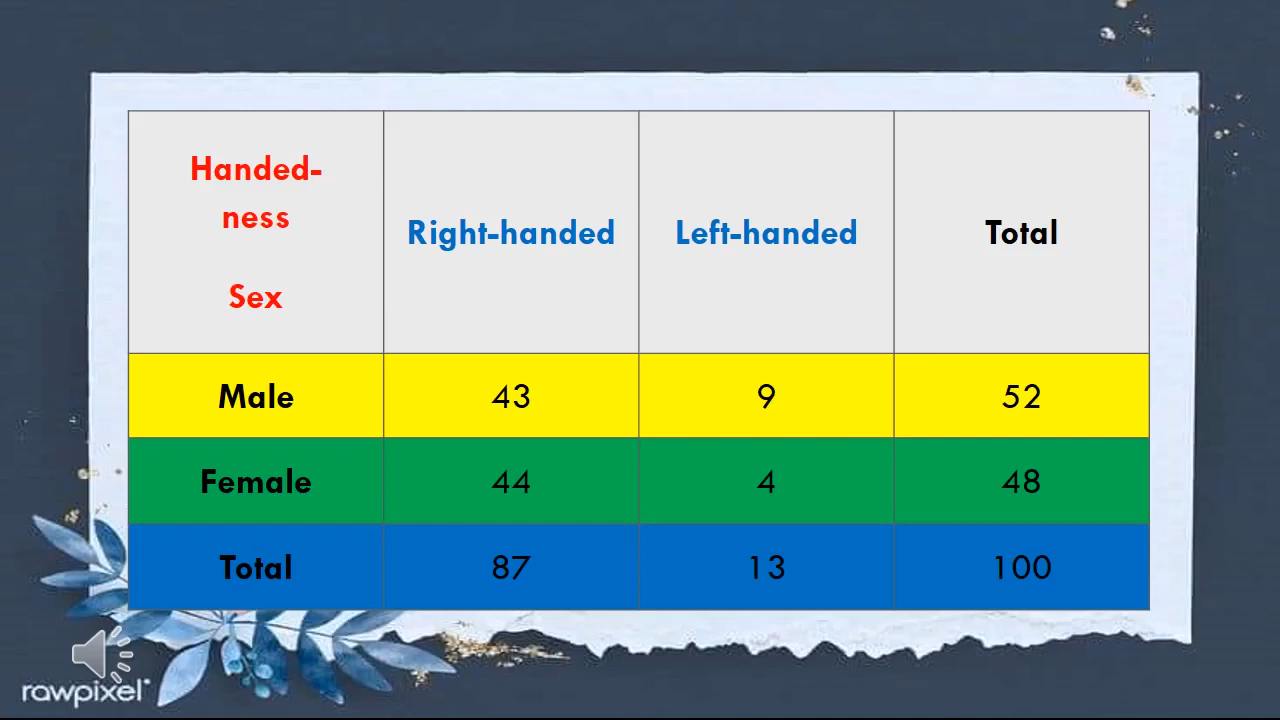 Handed-
ness
Sex
Right-handed
Left-handed
Total
Male
43
9
52
Female
44
4
48
Total
87
13
100
rawpixel